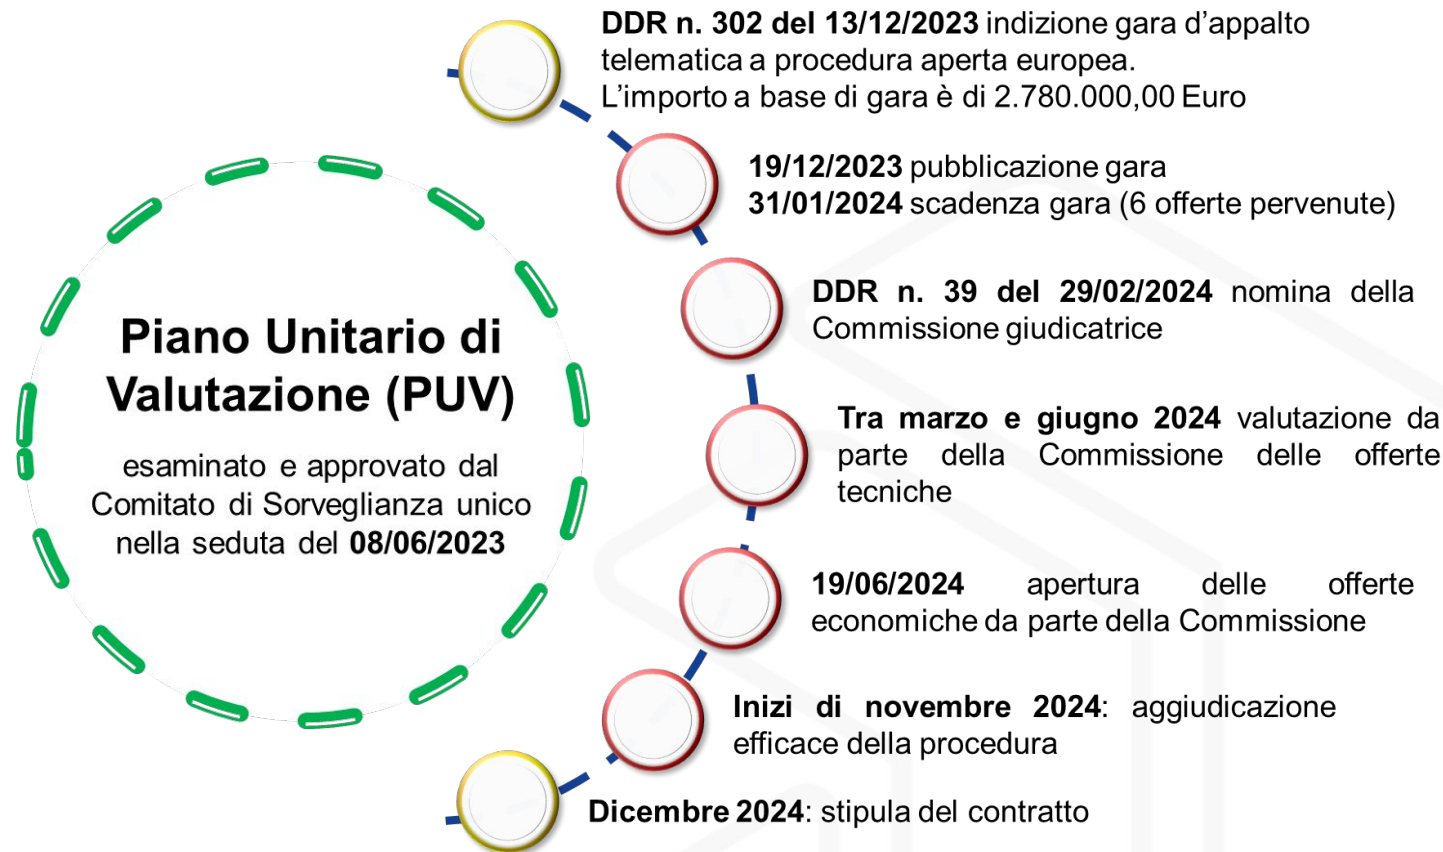 Piano Unitario di
Valutazione (PUV)
esaminato e approvato dal
Comitato di Sorveglianza unico
nella seduta del 08/06/2023
DDR n. 302 del 13/12/2023 indizione gara d’appalto
telematica a procedura aperta europea.
L’importo a base di gara è di 2.780.000,00 Euro
19/12/2023 pubblicazione gara
31/01/2024 scadenza gara (6 offerte pervenute)
DDR n. 39 del 29/02/2024 nomina della
Commissione giudicatrice
Tra marzo e giugno 2024 valutazione da
parte della Commissione delle offerte
tecniche
19/06/2024 apertura delle offerte
economiche da parte della Commissione
Inizi di novembre 2024: aggiudicazione
efficace della procedura
Dicembre 2024: stipula del contratto